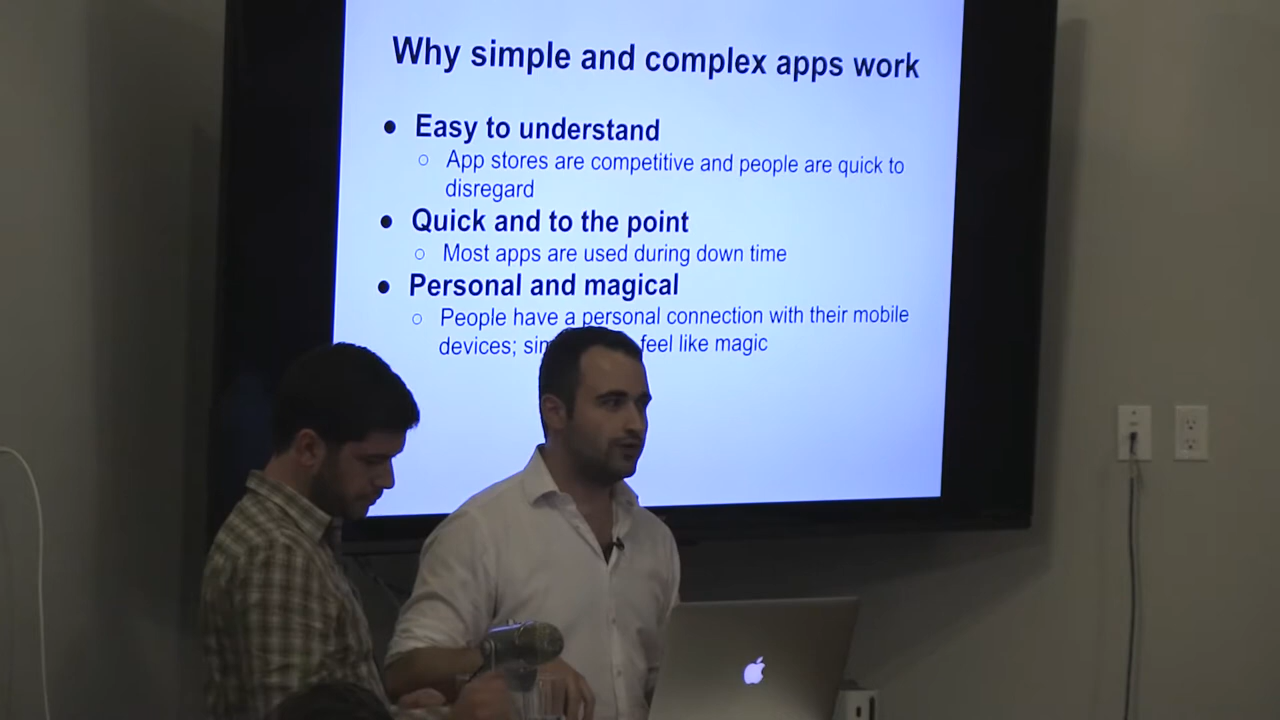 Why simple and complex apps work
● Easy to understand
○ App stores are competitive and people are quick to
disregard
● Quick and to the point
○ Most apps are used during down time
● Personal and magical
○ People have a personal connection with their mobile
devices; feel like magic